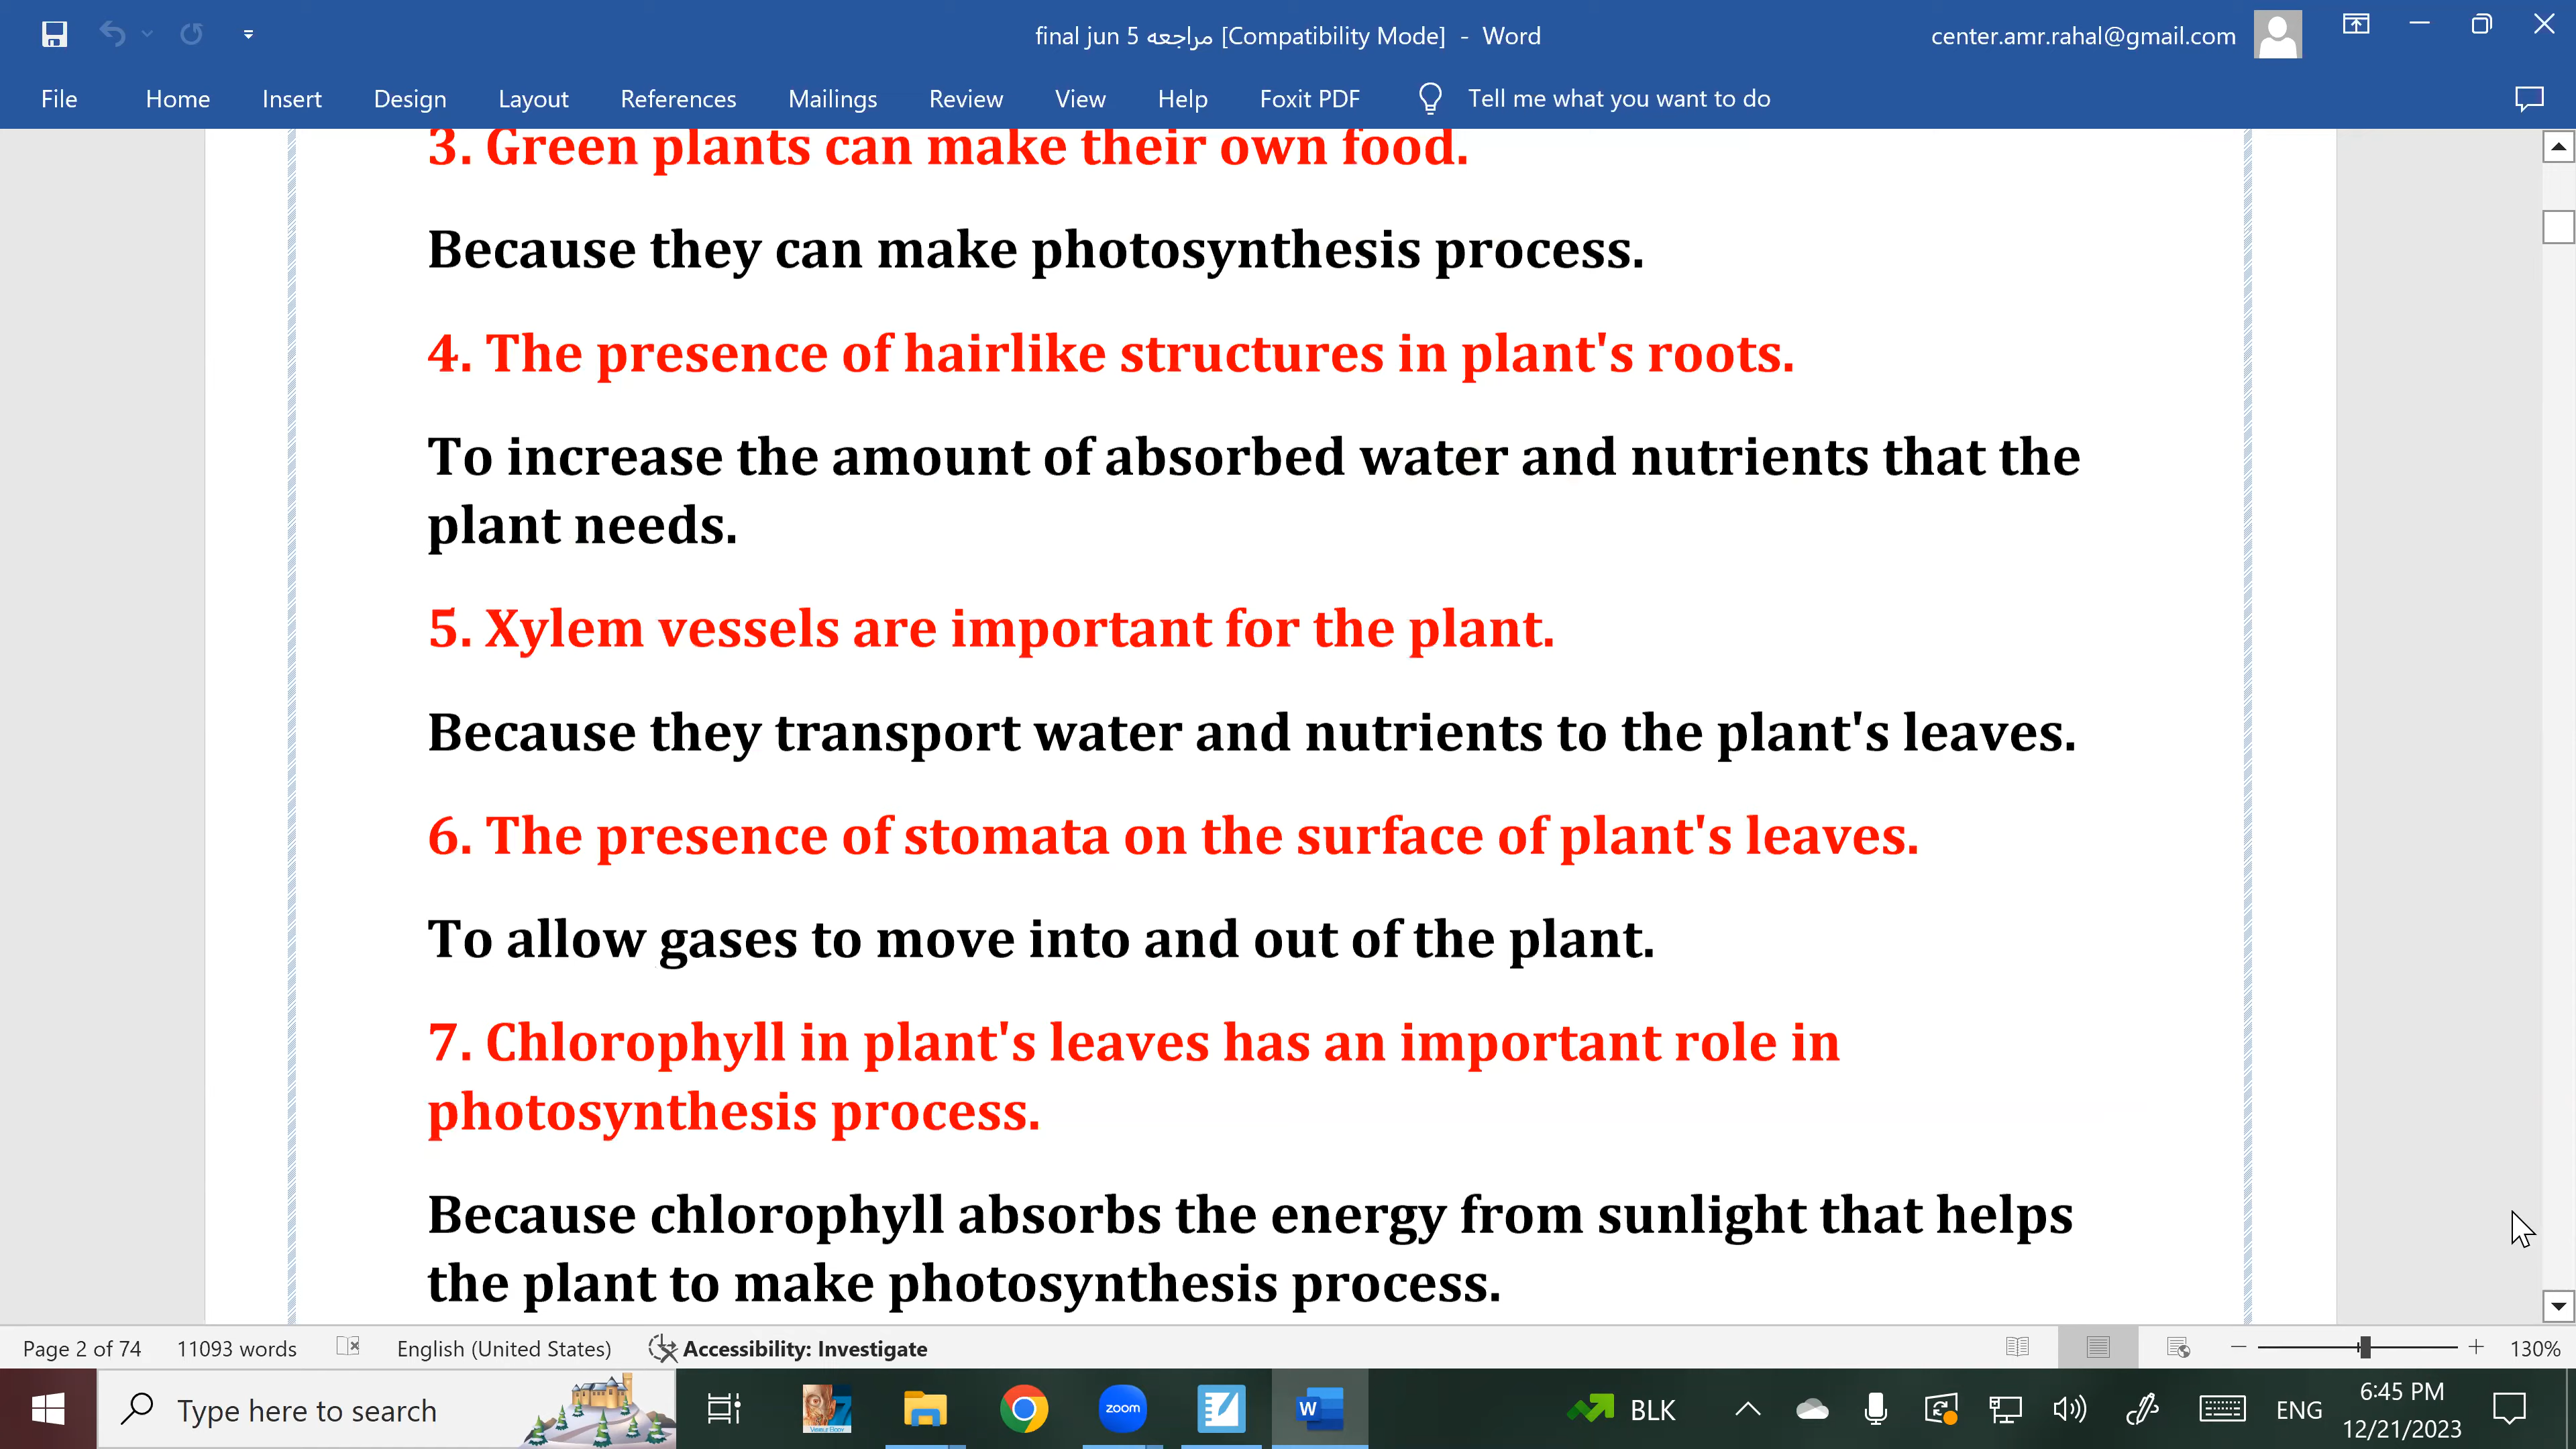 final jun 5 مراجعه [Compatibility Mode] - Word
center.amr.rahal@gmail.com
File Home Insert Design Layout References Mailings Review View Help Foxit PDF Tell me what you want to do
3. Green plants can make their own food.
Because they can make photosynthesis process.
4. The presence of hairlike structures in plant's roots.
To increase the amount of absorbed water and nutrients that the
plant needs.
5. Xylem vessels are important for the plant.
Because they transport water and nutrients to the plant's leaves.
6. The presence of stomata on the surface of plant's leaves.
To allow gases to move into and out of the plant.
7. Chlorophyll in plant's leaves has an important role in
photosynthesis process.
Because chlorophyll absorbs the energy from sunlight that helps
the plant to make photosynthesis process.
Page 2 of 74 11093 words English (United States) Accessibility: Investigate 130%
Type here to search
zoom
W
BLK
ENG
6:45 PM
12/21/2023